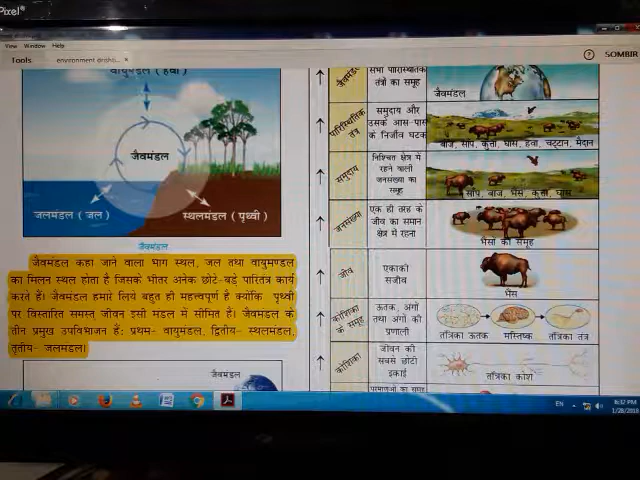 Pixel
View Window Help
Tools
environment drishti...
SOMBIR
वायुमंडल (हवा)
जैवमंडल
जलमंडल (जल)
स्थलमंडल (पृथ्वी)
जैवमंडल
जैवमंडल कहा जाने वाला भाग स्थल, जल तथा वायुमण्डल
का मिलन स्थल होता है जिसके भीतर अनेक छोटे-बड़े पारितंत्र कार्य
करते हैं। जैवमंडल हमारे लिये बहुत ही महत्त्वपूर्ण है क्योंकि पृथ्वी
पर विस्तारित समस्त जीवन इसी मंडल में सीमित है। जैवमंडल के
तीन प्रमुख उपविभाजन हैं: प्रथम- वायुमंडल, द्वितीय- स्थलमंडल,
तृतीय- जलमंडल।
जैवमंडल
जैवमंडल
सभी पारिस्थितिक
तंत्रों का समूह
जैवमंडल
पारिस्थितिक
तंत्र
समुदाय और
उसके आस-पास
के निर्जीव घटक
बाज, साँप, कुत्ता, घास, हवा, चट्टान, मैदान
समुदाय
निश्चित क्षेत्र में
रहने वाली
जनसंख्या का
समूह
साँप, बाज, भैंस, कुत्ता, घास
जनसंख्या
एक ही तरह के
जीव का समान
क्षेत्र में रहना
भैंसों का समूह
जीव
एकाकी
सजीव
भैंस
कोशिका
के समूह
ऊतक, अंगों
तथा अंगों की
प्रणाली
तंत्रिका ऊतक
मस्तिष्क
तंत्रिका तंत्र
कोशिका
जीवन की
सबसे छोटी
इकाई
तंत्रिका कोश
परमाणुओं का समूह
EN
6:32 PM
1/28/2018